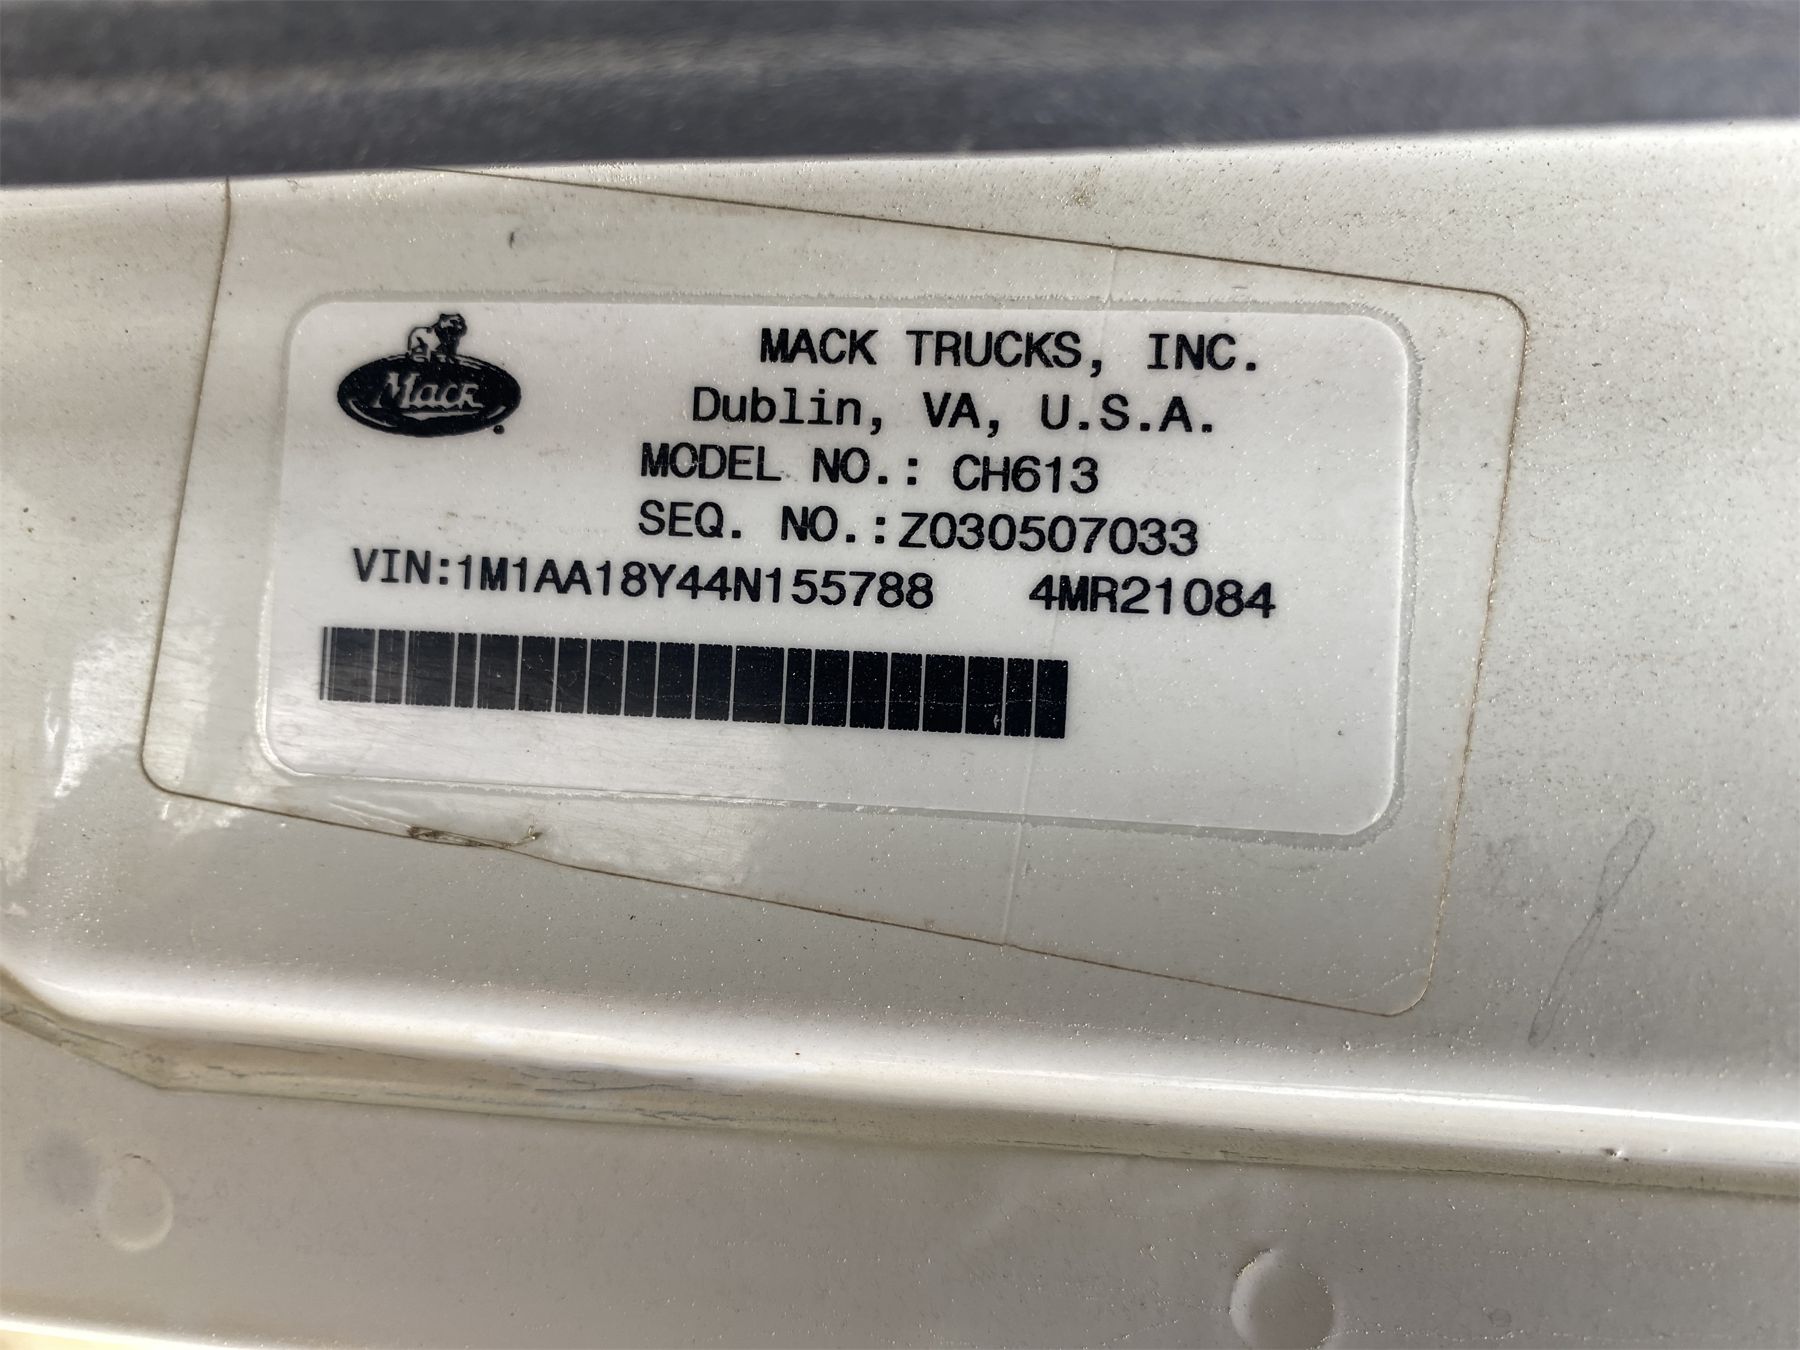 Mack
MACK TRUCKS, INC.
Dublin, VA, U.S.A.
MODEL NO.: CH613
SEQ. NO.:Z030507033
VIN:1M1AA18Y44N155788 4MR21084